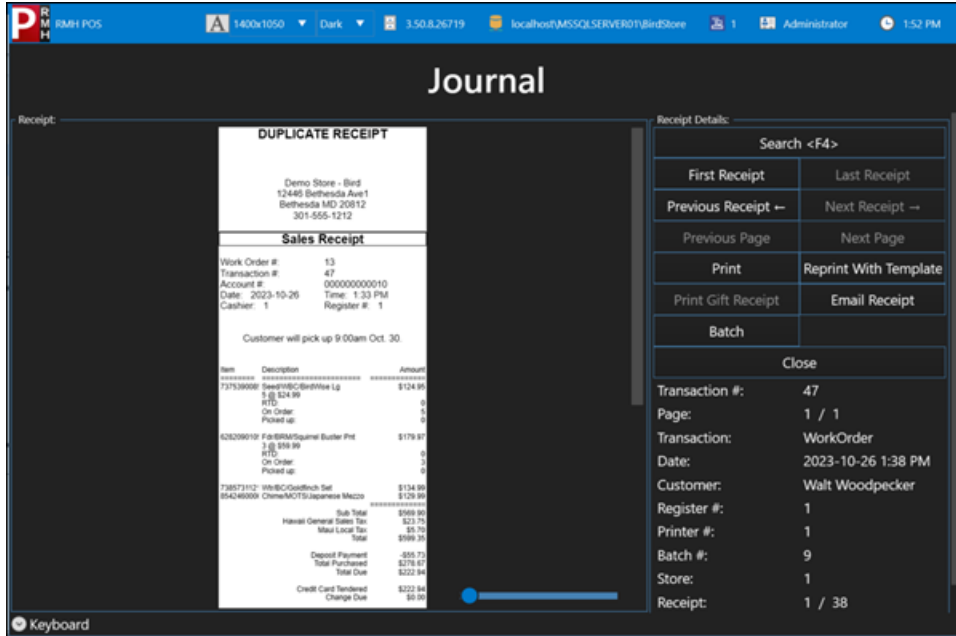 P R M H RMH POS A 1400x1050 Dark 3.50.8.26719 localhost\MSSQLSERVER01\BirdStore 1 Administrator 1:52 PM
Journal
Receipt:
DUPLICATE RECEIPT
Demo Store - Bird
12446 Bethesda Ave1
Bethesda MD 20812
301-555-1212
Sales Receipt
Work Order #: 13
Transaction #: 47
Account #: 000000000010
Date: 2023-10-26 Time: 1:33 PM
Cashier: 1 Register #: 1
Customer will pick up 9:00am Oct. 30.
Item Description Amount
Seed/WBC/BirdWise Lg $124.95
5 @ $24.99
RTD: 0
On Order: 5
Picked up: 0
Fdr/BRM/Squirrel Buster Pnt $179.97
3 @ $59.99
RTD: 0
On Order: 3
Picked up: 0
Wtr/BC/Goldfinch Set $134.99
Chime/MOTS/Japanese Mezzo $129.99
Sub Total $569.90
Hawaii General Sales Tax $23.75
Maui Local Tax $5.70
Total $599.35
Deposit Payment -$55.73
Total Purchased $278.67
Total Due $222.94
Credit Card Tendered $222.94
Change Due $0.00
Receipt Details:
Search <F4>
First Receipt Last Receipt
Previous Receipt ← Next Receipt →
Previous Page Next Page
Print Reprint With Template
Print Gift Receipt Email Receipt
Batch
Close
Transaction #: 47
Page: 1 / 1
Transaction: WorkOrder
Date: 2023-10-26 1:38 PM
Customer: Walt Woodpecker
Register #: 1
Printer #: 1
Batch #: 9
Store: 1
Receipt: 1 / 38
Keyboard